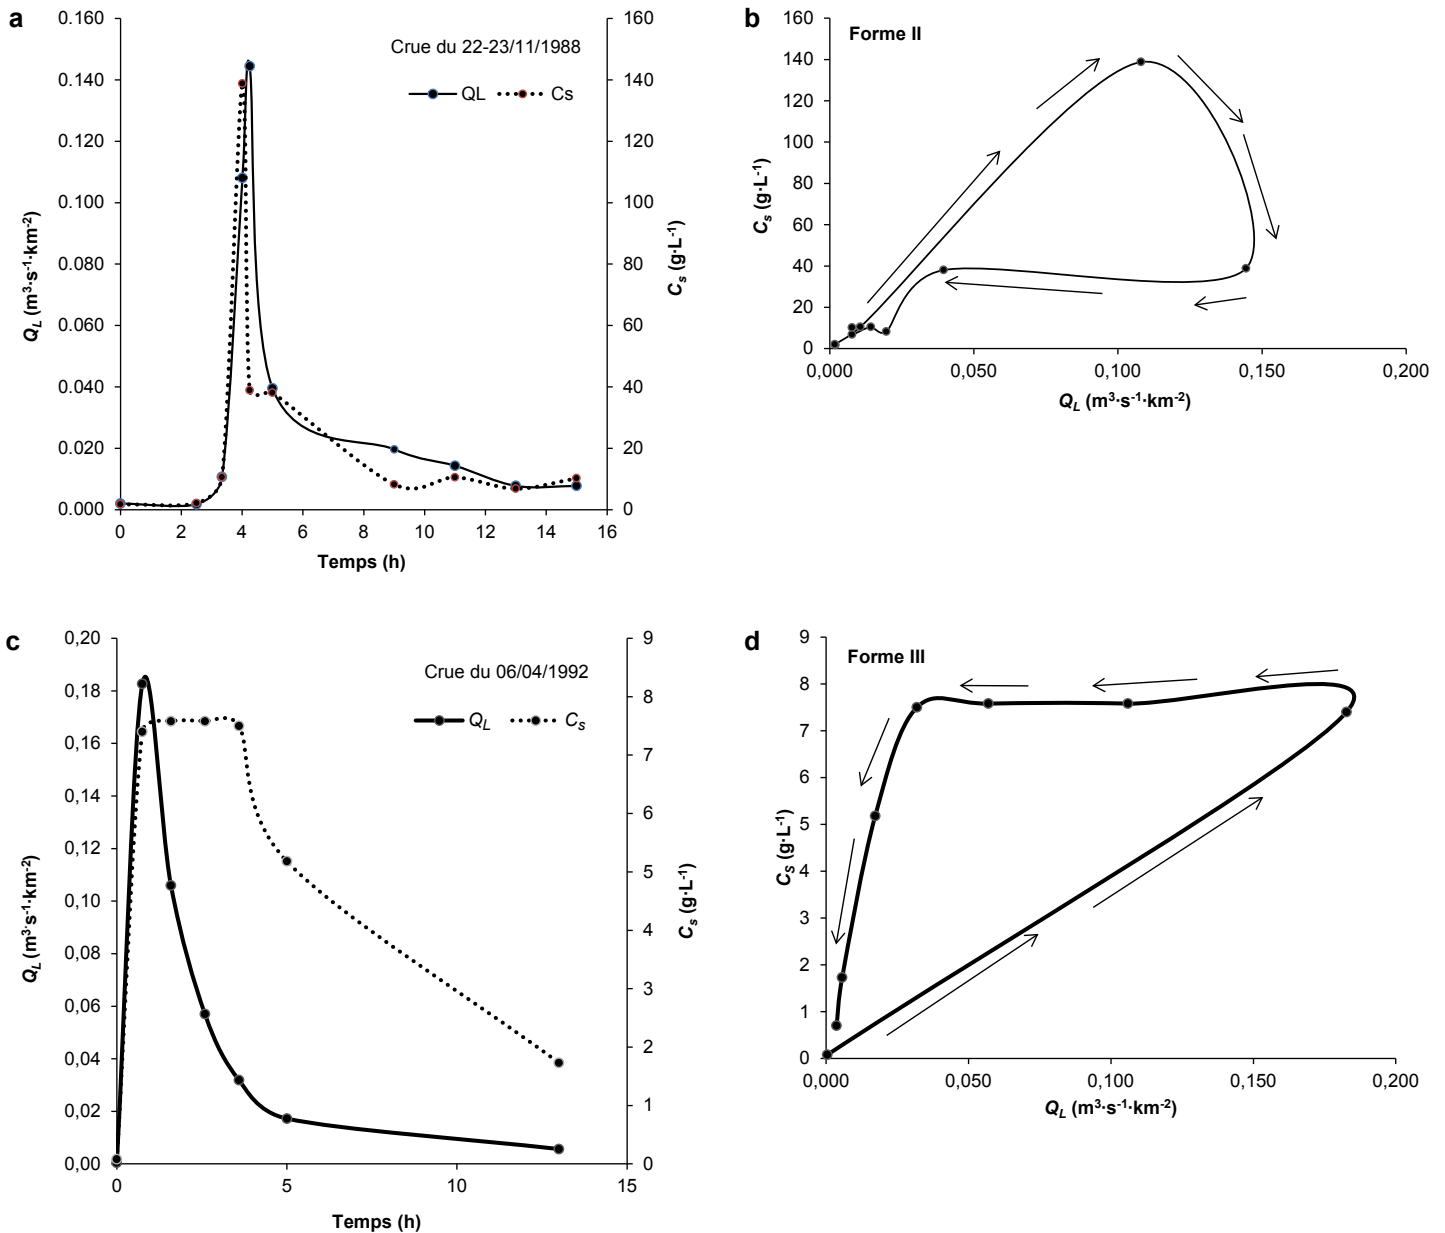 a
Crue du 22-23/11/1988
QL Cs
0.160
0.140
0.120
0.100
0.080
0.060
0.040
0.020
0.000
Q_L (m³·s⁻¹·km⁻²)
160
140
120
100
80
60
40
20
0
C_s (g·L⁻¹)
0 2 4 6 8 10 12 14 16
Temps (h)
b
Forme II
160
140
120
100
80
60
40
20
0
C_s (g·L⁻¹)
0,000 0,050 0,100 0,150 0,200
Q_L (m³·s⁻¹·km⁻²)
c
Crue du 06/04/1992
Q_L C_s
0,20
0,18
0,16
0,14
0,12
0,10
0,08
0,06
0,04
0,02
0,00
Q_L (m³·s⁻¹·km⁻²)
9
8
7
6
5
4
3
2
1
0
C_s (g·L⁻¹)
0 5 10 15
Temps (h)
d
Forme III
9
8
7
6
5
4
3
2
1
0
C_S (g·L⁻¹)
0,000 0,050 0,100 0,150 0,200
Q_L (m³·s⁻¹·km⁻²)